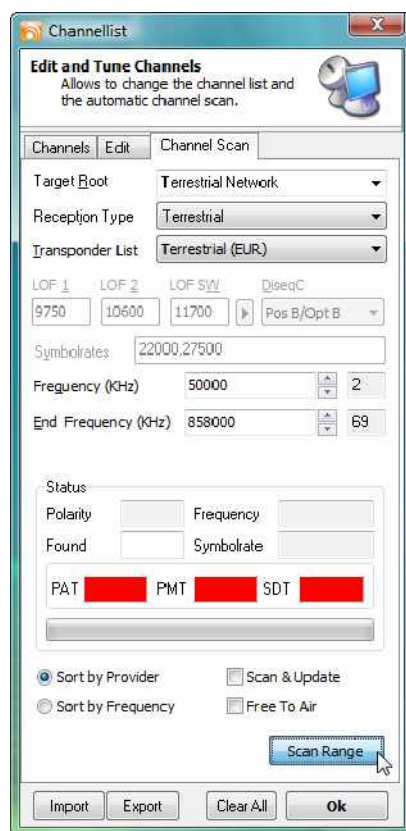 Channellist
Edit and Tune Channels
Allows to change the channel list and
the automatic channel scan.
Channels Edit Channel Scan
Target Root Terrestrial Network
Reception Type Terrestrial
Transponder List Terrestrial (EUR)
LOF 1 LOF 2 LOF SW DiseqC
9750 10600 11700 Pos B/Opt B
Symbolrates 22000,27500
Frequency (KHz) 50000 2
End Frequency (KHz) 858000 69
Status
Polarity Frequency
Found Symbolrate
PAT PMT SDT
Sort by Provider Scan & Update
Sort by Frequency Free To Air
Scan Range
Import Export Clear All Ok